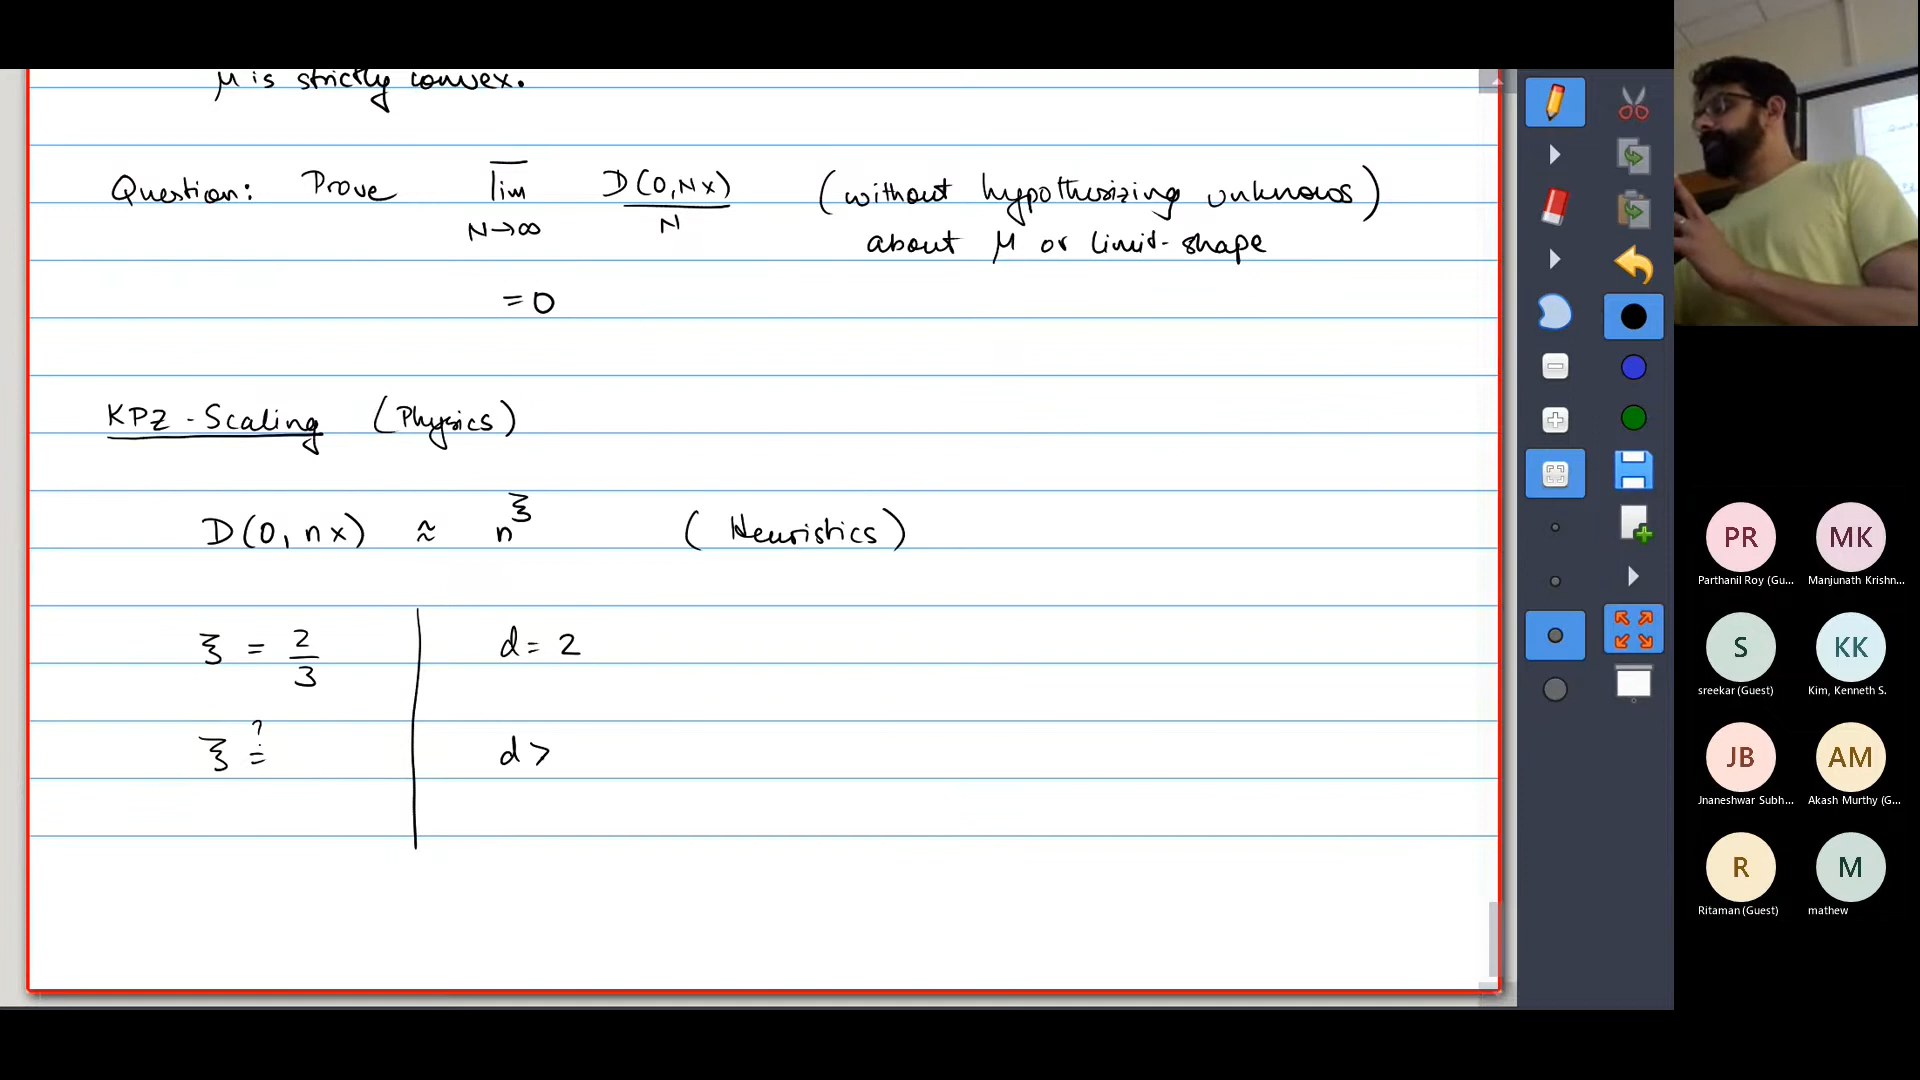 μ is strictly convex.
Question: Prove lim‾ N→∞ D(0,Nx)/N (without hypothesizing unknows)
about μ or limit-shape
= 0
KPZ - Scaling (Physics)
D(0, nx) ≈ n^ξ (Heuristics)
ξ = 2/3 d = 2
ξ ≟ d >
PR MK
Parthanil Roy (Gu... Manjunath Krishn...
S KK
sreekar (Guest) Kim, Kenneth S.
JB AM
Jnaneshwar Subh... Akash Murthy (G...
R M
Ritaman (Guest) mathew